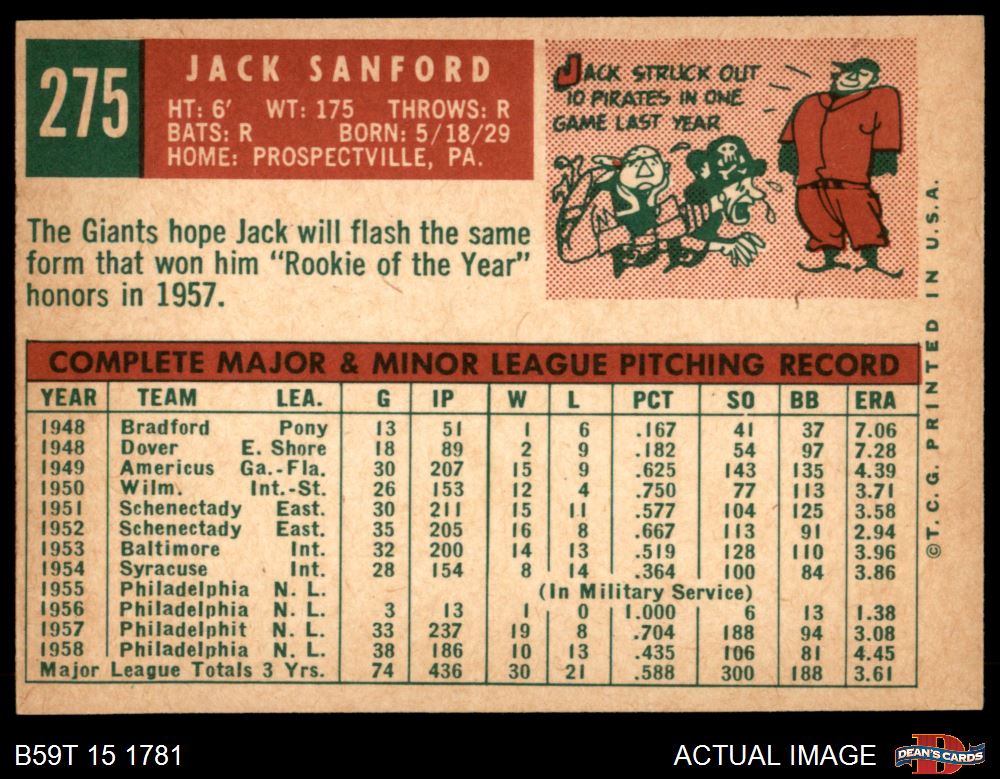 275
JACK SANFORD
HT: 6' WT: 175 THROWS: R
BATS: R BORN: 5/18/29
HOME: PROSPECTVILLE, PA.
JACK STRUCK OUT
10 PIRATES IN ONE
GAME LAST YEAR
The Giants hope Jack will flash the same
form that won him "Rookie of the Year"
honors in 1957.
COMPLETE MAJOR & MINOR LEAGUE PITCHING RECORD
YEAR TEAM LEA. G IP W L PCT SO BB ERA
1948 Bradford Pony 13 51 1 6 .167 41 37 7.06
1948 Dover E. Shore 18 89 2 9 .182 54 97 7.28
1949 Americus Ga.-Fla. 30 207 15 9 .625 143 135 4.39
1950 Wilm. Int.-St. 26 153 12 4 .750 77 113 3.71
1951 Schenectady East. 30 211 15 11 .577 104 125 3.58
1952 Schenectady East. 35 205 16 8 .667 113 91 2.94
1953 Baltimore Int. 32 200 14 13 .519 128 110 3.96
1954 Syracuse Int. 28 154 8 14 .364 100 84 3.86
1955 Philadelphia N. L. (In Military Service)
1956 Philadelphia N. L. 3 13 1 0 1.000 6 13 1.38
1957 Philadelphit N. L. 33 237 19 8 .704 188 94 3.08
1958 Philadelphia N. L. 38 186 10 13 .435 106 81 4.45
Major League Totals 3 Yrs. 74 436 30 21 .588 300 188 3.61
©T. C. G. PRINTED IN U.S.A.
B59T 15 1781
ACTUAL IMAGE
DEAN'S CARDS